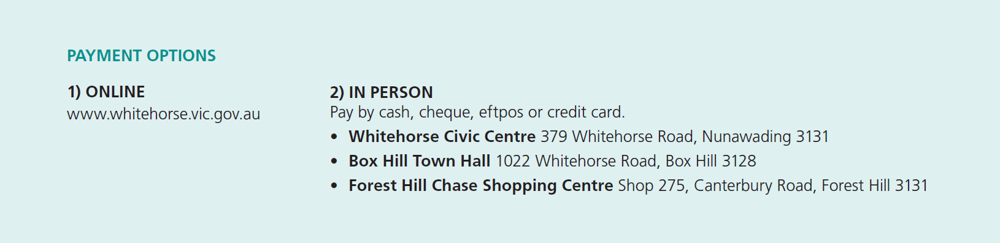 PAYMENT OPTIONS
1) ONLINE
www.whitehorse.vic.gov.au
2) IN PERSON
Pay by cash, cheque, eftpos or credit card.
• Whitehorse Civic Centre 379 Whitehorse Road, Nunawading 3131
• Box Hill Town Hall 1022 Whitehorse Road, Box Hill 3128
• Forest Hill Chase Shopping Centre Shop 275, Canterbury Road, Forest Hill 3131